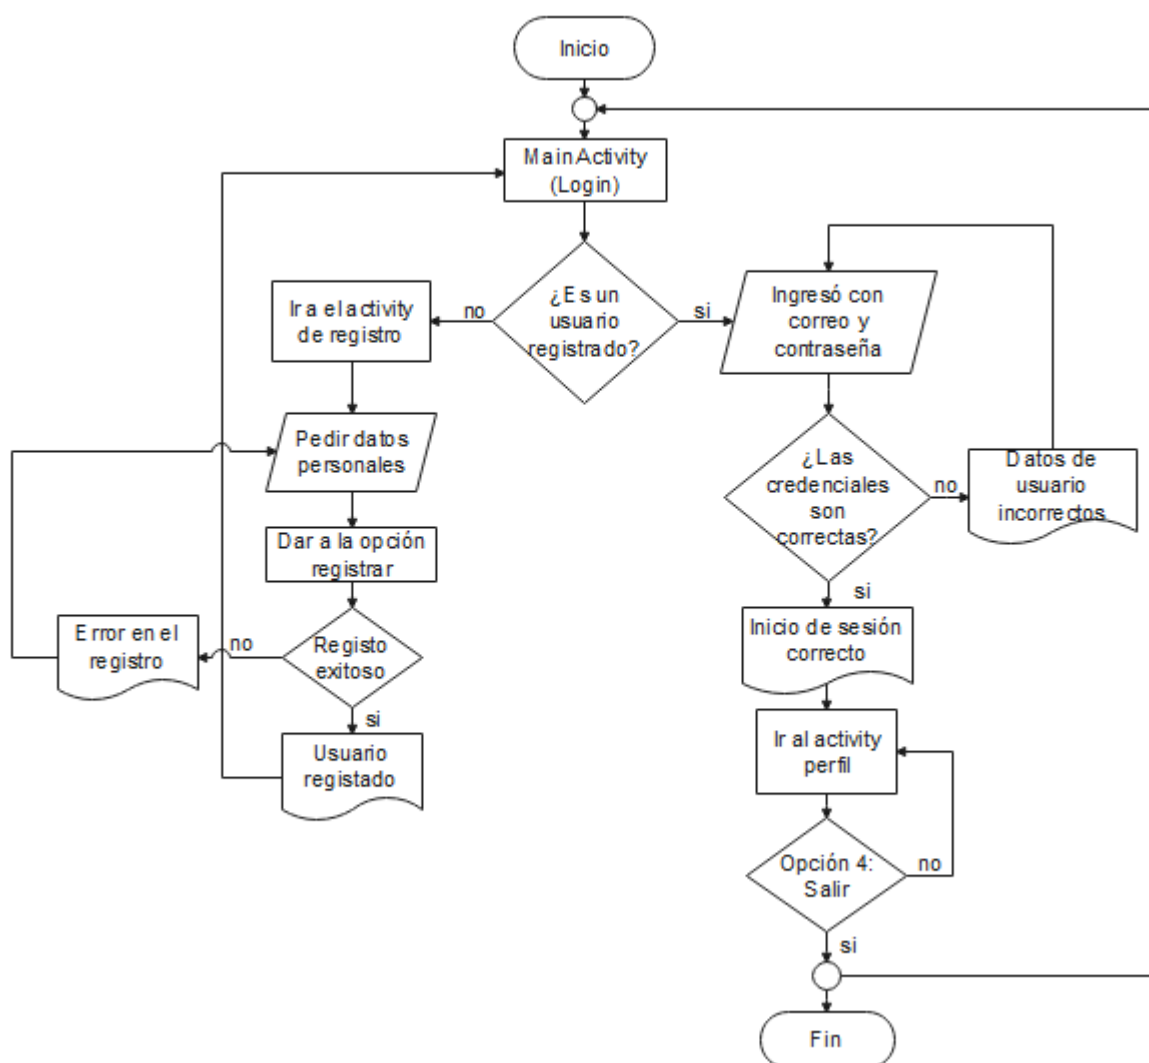 Inicio
Main Activity
(Login)
¿Es un
usuario
registrado?
no
si
Ir a el activity
de registro
Pedir datos
personales
Dar a la opción
registrar
Registo
exitoso
no
Error en el
registro
si
Usuario
registado
Ingresó con
correo y
contraseña
¿Las
credenciales
son
correctas?
no
Datos de
usuario
incorrectos
si
Inicio de sesión
correcto
Ir al activity
perfil
Opción 4:
Salir
no
si
Fin